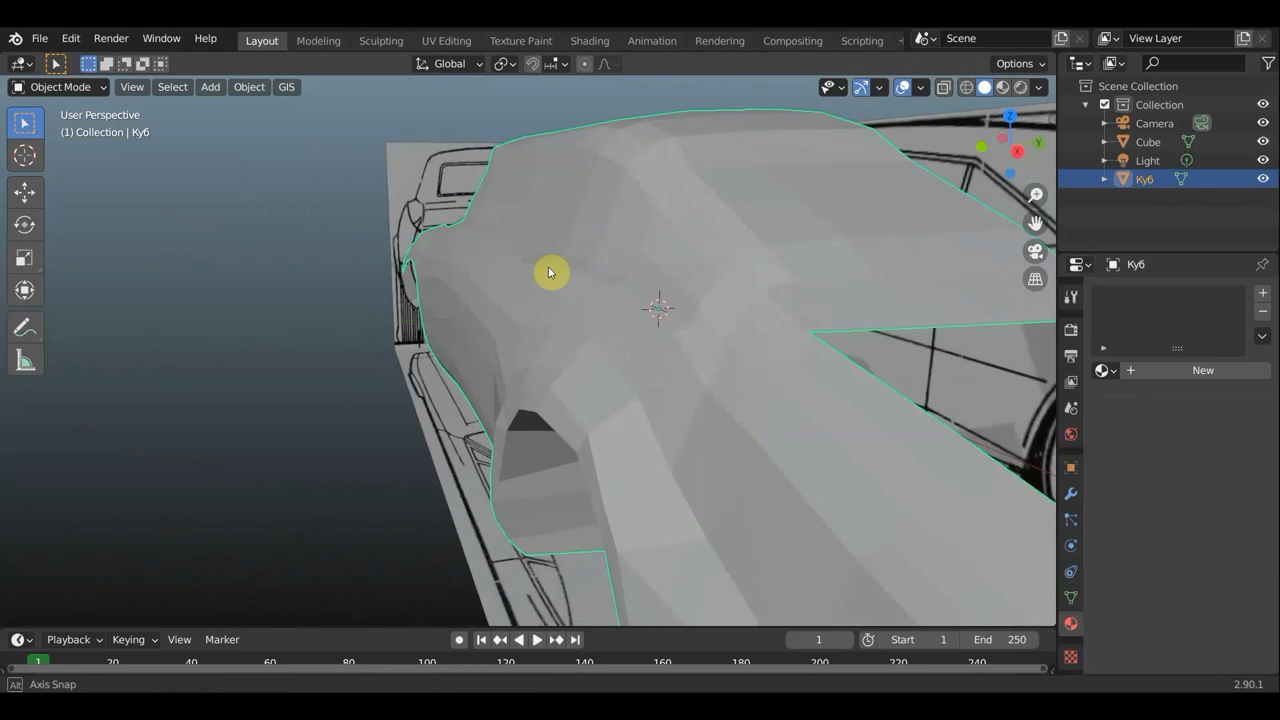 File Edit Render Window Help
Layout Modeling Sculpting UV Editing Texture Paint Shading Animation Rendering Compositing Scripting
Scene
View Layer
Global
Options
Object Mode View Select Add Object GIS
User Perspective
(1) Collection | Куб
Z
Y
X
Scene Collection
Collection
Camera
Cube
Light
Куб
Куб
New
Playback Keying View Marker
1
Start 1
End 250
1 20 40 60 80 100 120 140 160 180 200 220 240
Alt Axis Snap
2.90.1